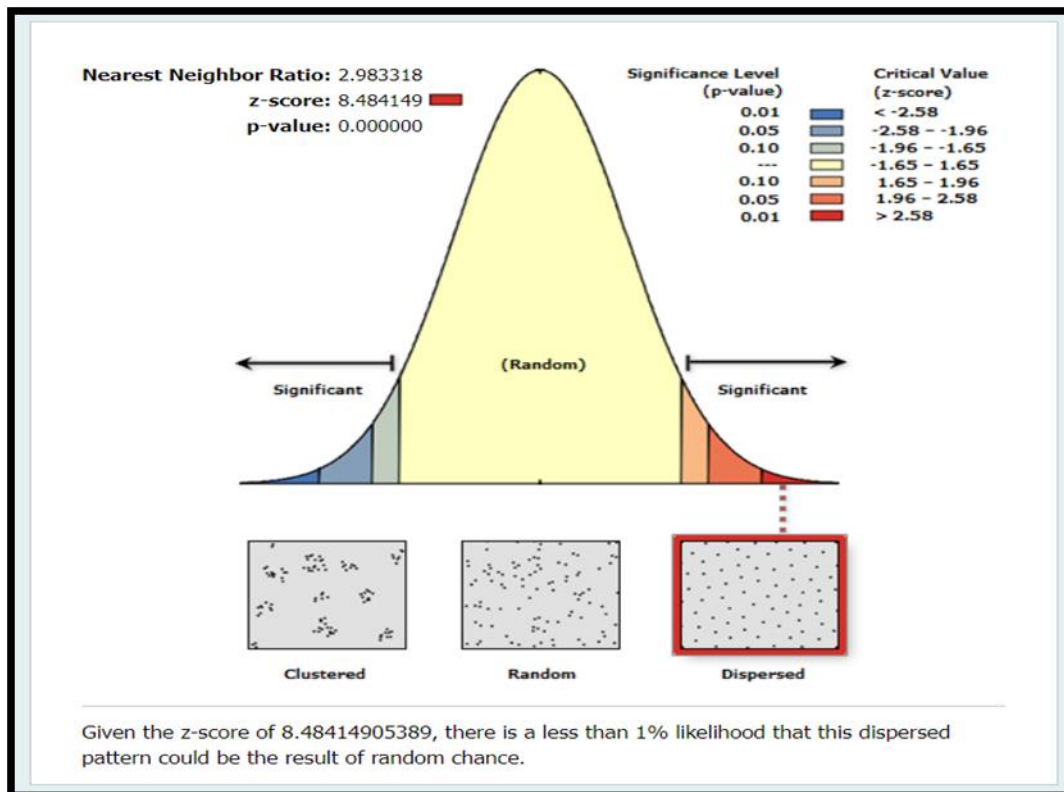 Nearest Neighbor Ratio: 2.983318
z-score: 8.484149
p-value: 0.000000
Significance Level Critical Value
(p-value) (z-score)
0.01 < -2.58
0.05 -2.58 – -1.96
0.10 -1.96 – -1.65
--- -1.65 – 1.65
0.10 1.65 – 1.96
0.05 1.96 – 2.58
0.01 > 2.58
(Random)
Significant Significant
Clustered Random Dispersed
Given the z-score of 8.48414905389, there is a less than 1% likelihood that this dispersed
pattern could be the result of random chance.